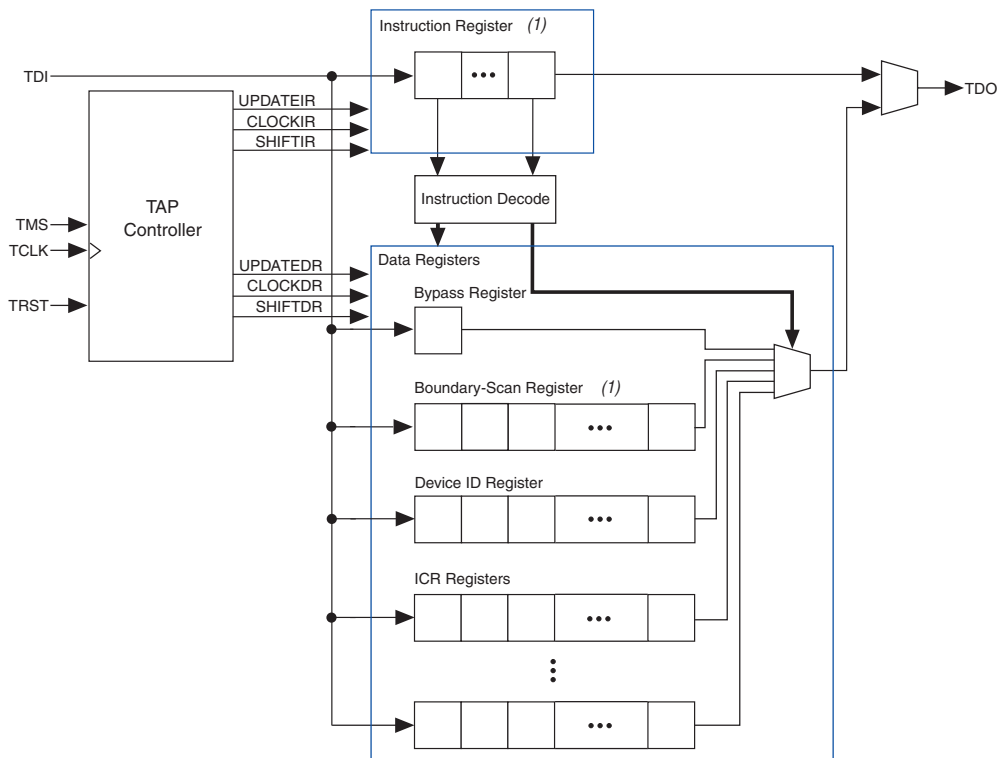 Instruction Register (1)
TDI
TDO
UPDATEIR
CLOCKIR
SHIFTIR
TAP
Controller
Instruction Decode
TMS
TCLK
TRST
UPDATEDR
CLOCKDR
SHIFTDR
Data Registers
Bypass Register
Boundary-Scan Register (1)
Device ID Register
ICR Registers